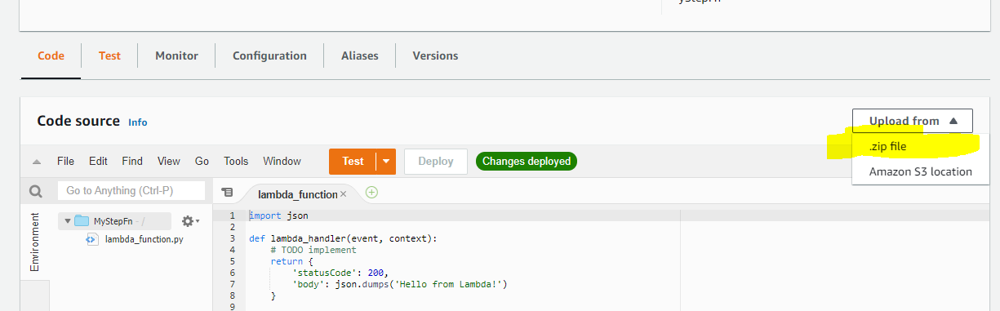 yStepFn
Code Test Monitor Configuration Aliases Versions
Code source Info
Upload from
.zip file
Amazon S3 location
File Edit Find View Go Tools Window Test Deploy Changes deployed
Go to Anything (Ctrl-P)
lambda_function
Environment
MyStepFn - /
lambda_function.py
1 import json
2
3 def lambda_handler(event, context):
4 # TODO implement
5 return {
6 'statusCode': 200,
7 'body': json.dumps('Hello from Lambda!')
8 }
9